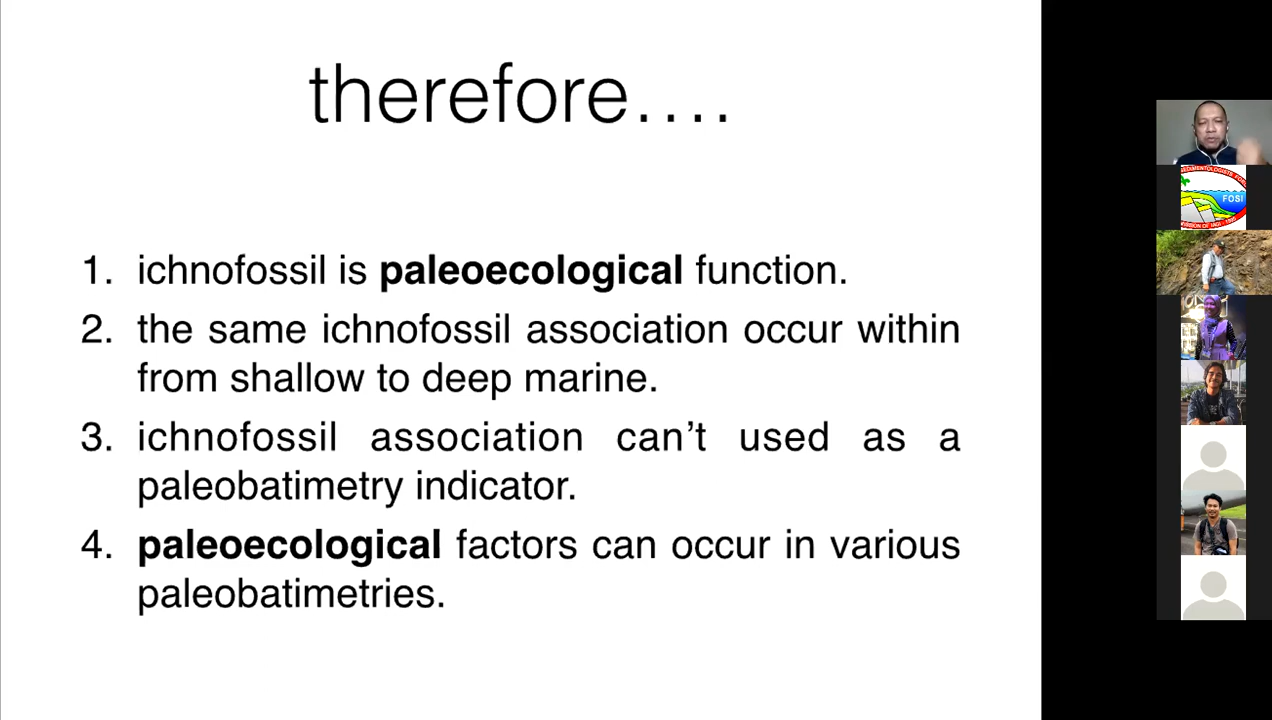 therefore....
1. ichnofossil is paleoecological function.
2. the same ichnofossil association occur within
from shallow to deep marine.
3. ichnofossil association can't used as a
paleobatimetry indicator.
4. paleoecological factors can occur in various
paleobatimetries.
FOSI